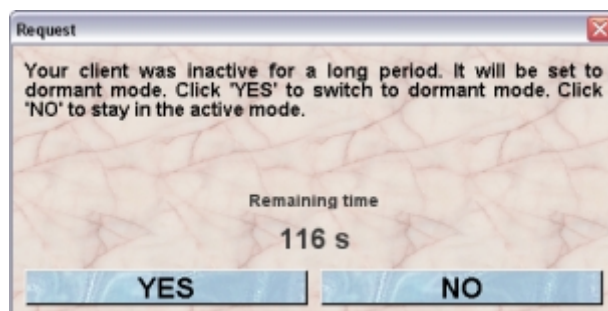 Request
Your client was inactive for a long period. It will be set to
dormant mode. Click 'YES' to switch to dormant mode. Click
'NO' to stay in the active mode.
Remaining time
116 s
YES NO